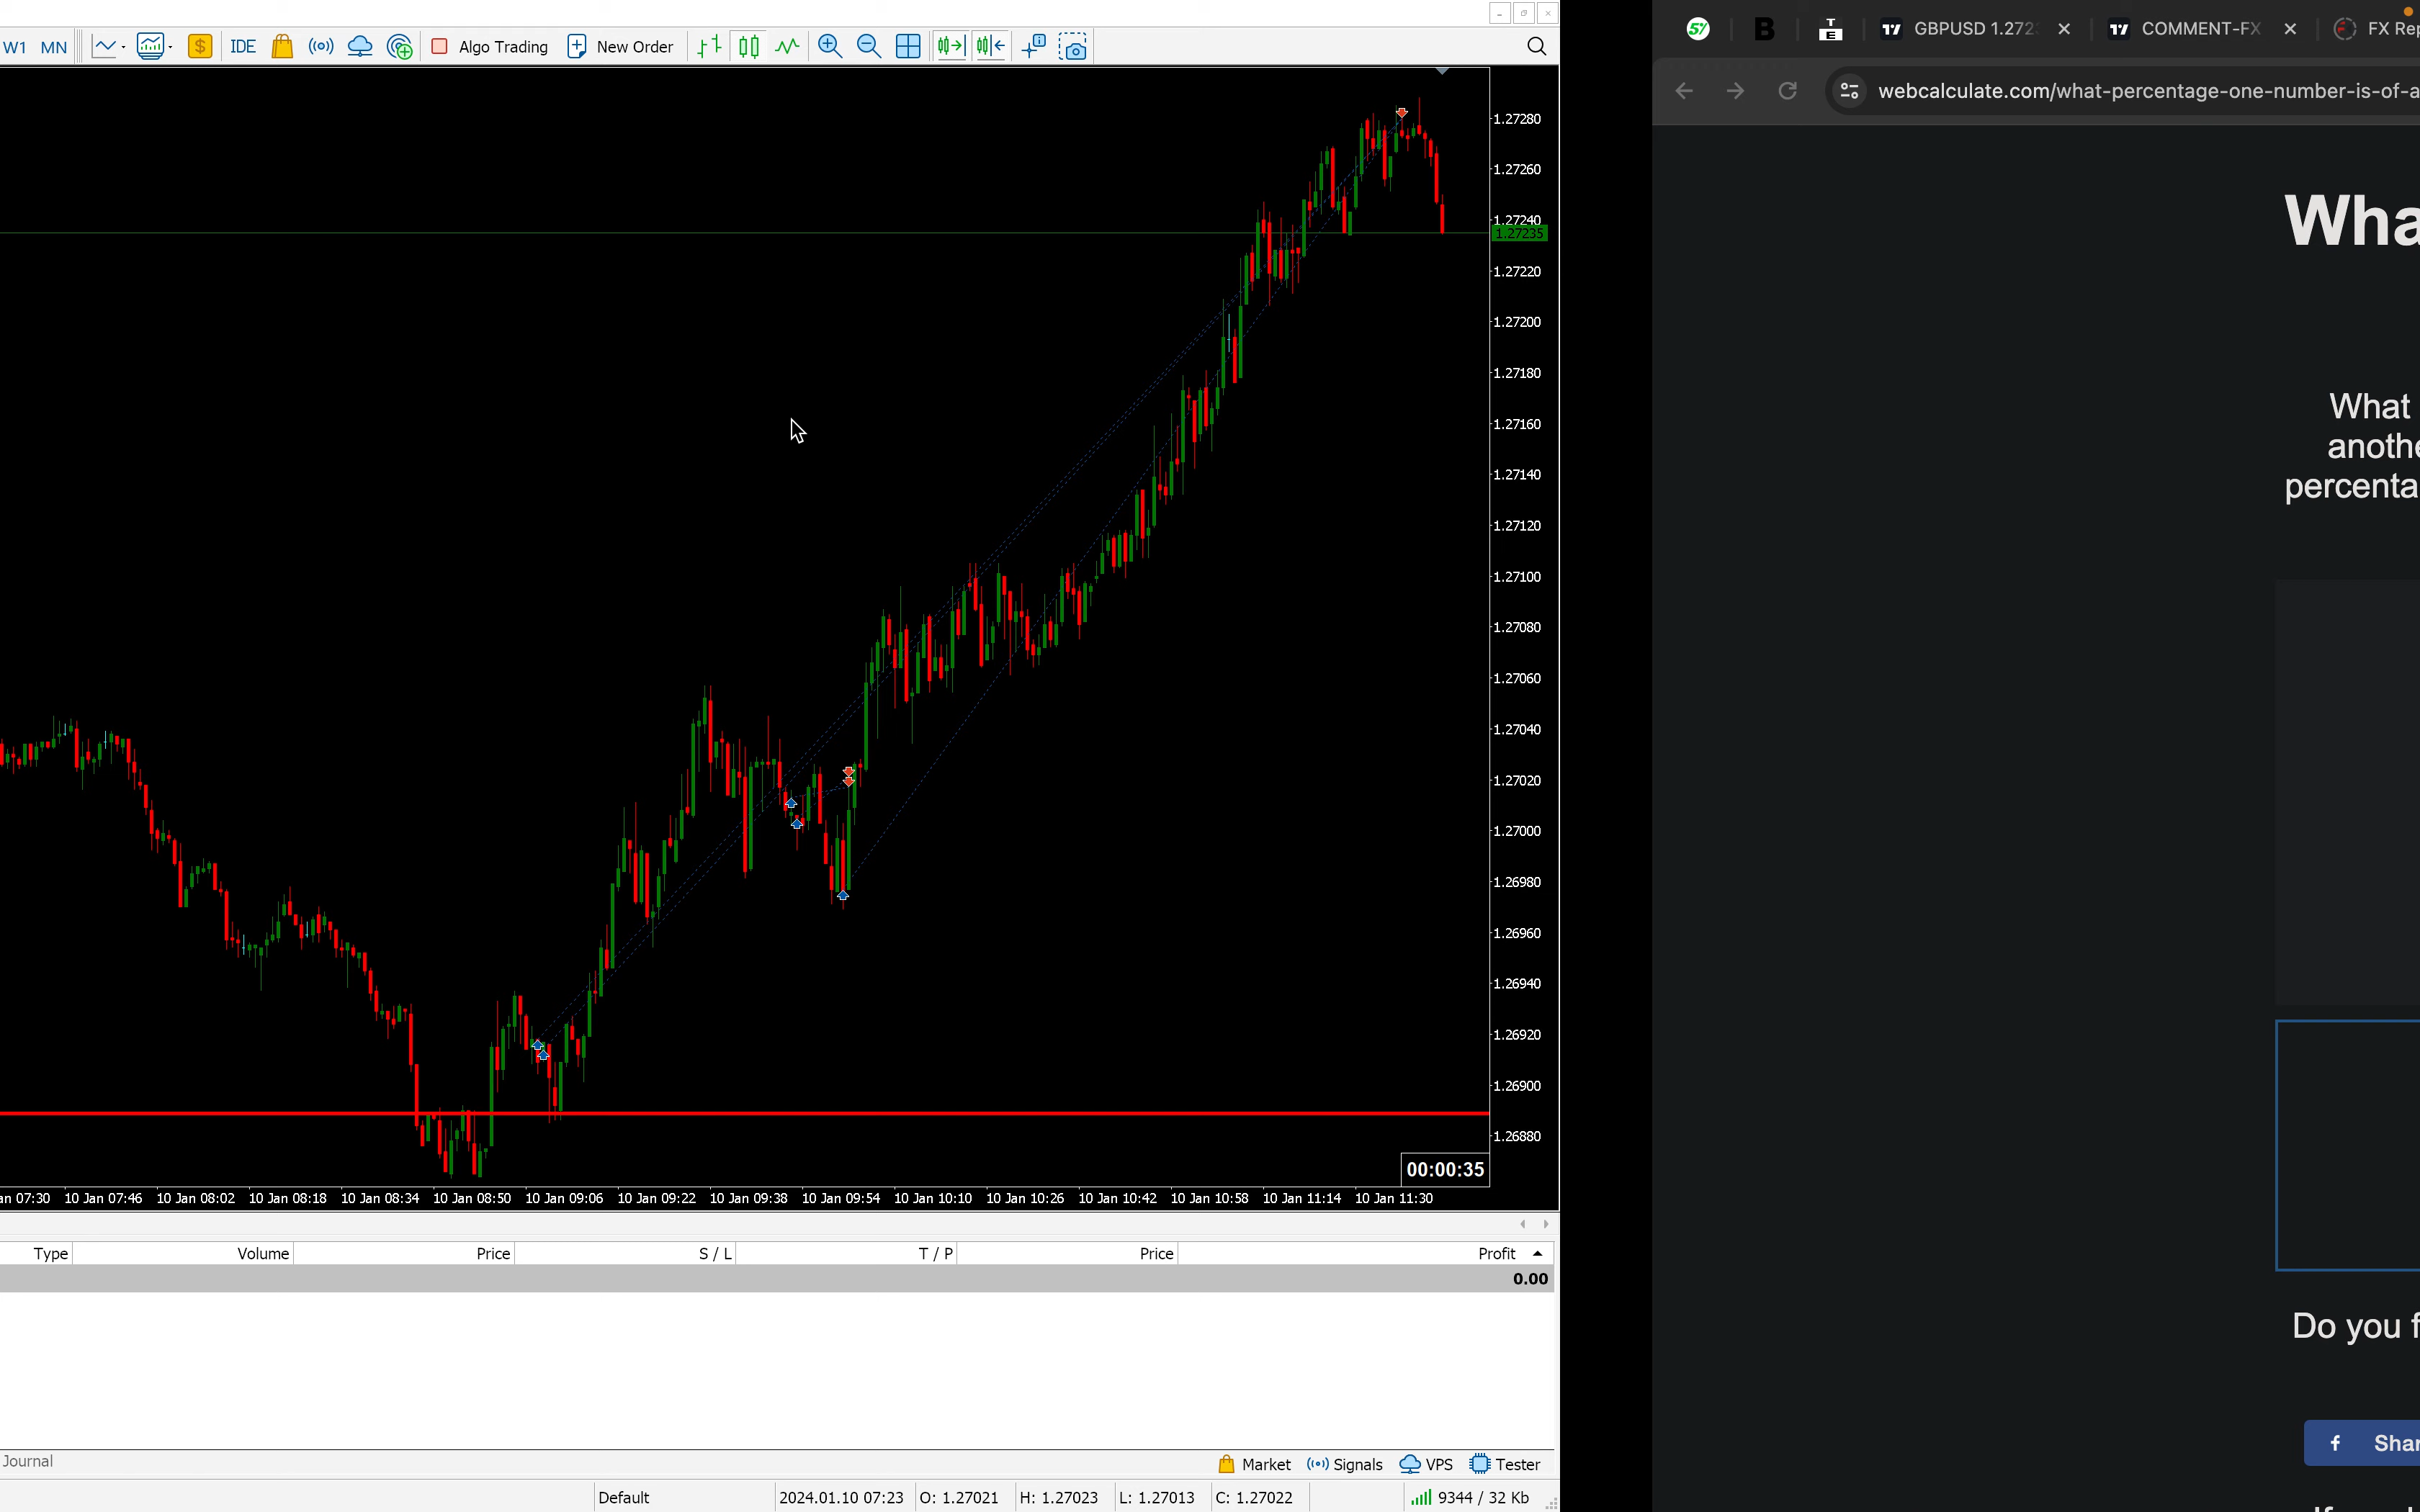 W1 MN IDE Algo Trading New Order
1.27280
1.27260
1.27240
1.27235
1.27220
1.27200
1.27180
1.27160
1.27140
1.27120
1.27100
1.27080
1.27060
1.27040
1.27020
1.27000
1.26980
1.26960
1.26940
1.26920
1.26900
1.26880
00:00:35
an 07:30 10 Jan 07:46 10 Jan 08:02 10 Jan 08:18 10 Jan 08:34 10 Jan 08:50 10 Jan 09:06 10 Jan 09:22 10 Jan 09:38 10 Jan 09:54 10 Jan 10:10 10 Jan 10:26 10 Jan 10:42 10 Jan 10:58 10 Jan 11:14 10 Jan 11:30
Type Volume Price S / L T / P Price Profit
0.00
Journal Market Signals VPS Tester
Default 2024.01.10 07:23 O: 1.27021 H: 1.27023 L: 1.27013 C: 1.27022 9344 / 32 Kb
5% B T E GBPUSD 1.272 COMMENT-FX FX Rep
webcalculate.com/what-percentage-one-number-is-of-a
Wha
What
anothe
percenta
Do you f
f Shar